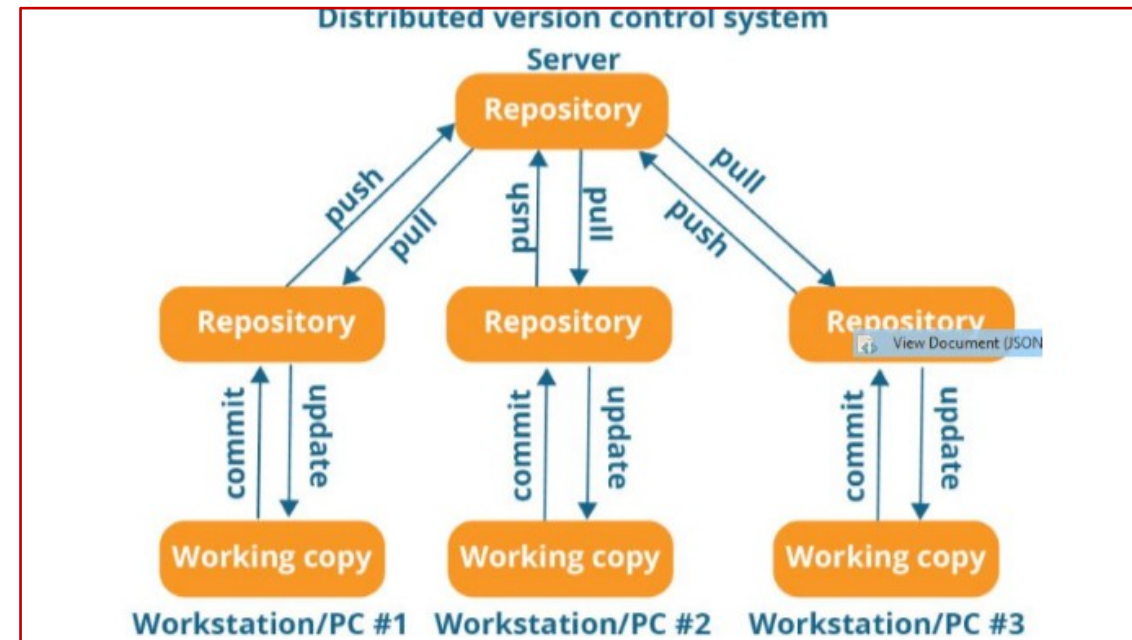 Distributed version control system
Server
Repository
push
pull
push
pull
push
pull
Repository
Repository
Repository
View Document (JSON
commit
update
commit
update
commit
update
Working copy
Working copy
Working copy
Workstation/PC #1
Workstation/PC #2
Workstation/PC #3